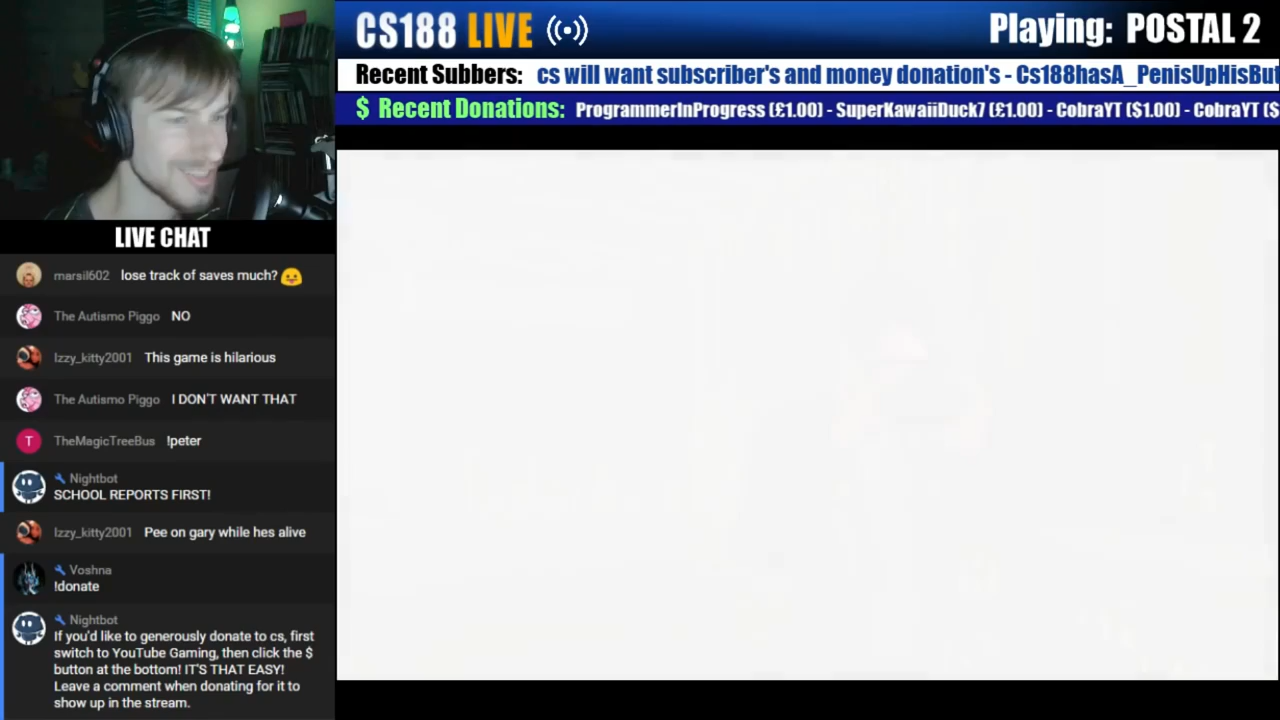 CS188 LIVE
Playing: POSTAL 2
Recent Subbers: cs will want subscriber's and money donation's - Cs188hasA_PenisUpHisBut
$ Recent Donations: ProgrammerInProgress (£1.00) - SuperKawaiiDuck7 (£1.00) - CobraYT ($1.00) - CobraYT ($
LIVE CHAT
marsil602 lose track of saves much?
The Autismo Piggo NO
Izzy_kitty2001 This game is hilarious
The Autismo Piggo I DON'T WANT THAT
T TheMagicTreeBus !peter
Nightbot
SCHOOL REPORTS FIRST!
Izzy_kitty2001 Pee on gary while hes alive
Voshna
!donate
Nightbot
If you'd like to generously donate to cs, first
switch to YouTube Gaming, then click the $
button at the bottom! IT'S THAT EASY!
Leave a comment when donating for it to
show up in the stream.